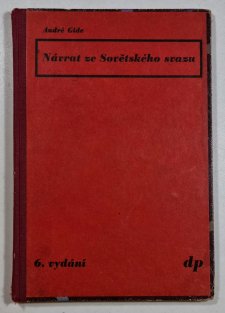 André Gide
Návrat ze Sovětského svazu
6. vydání
dp